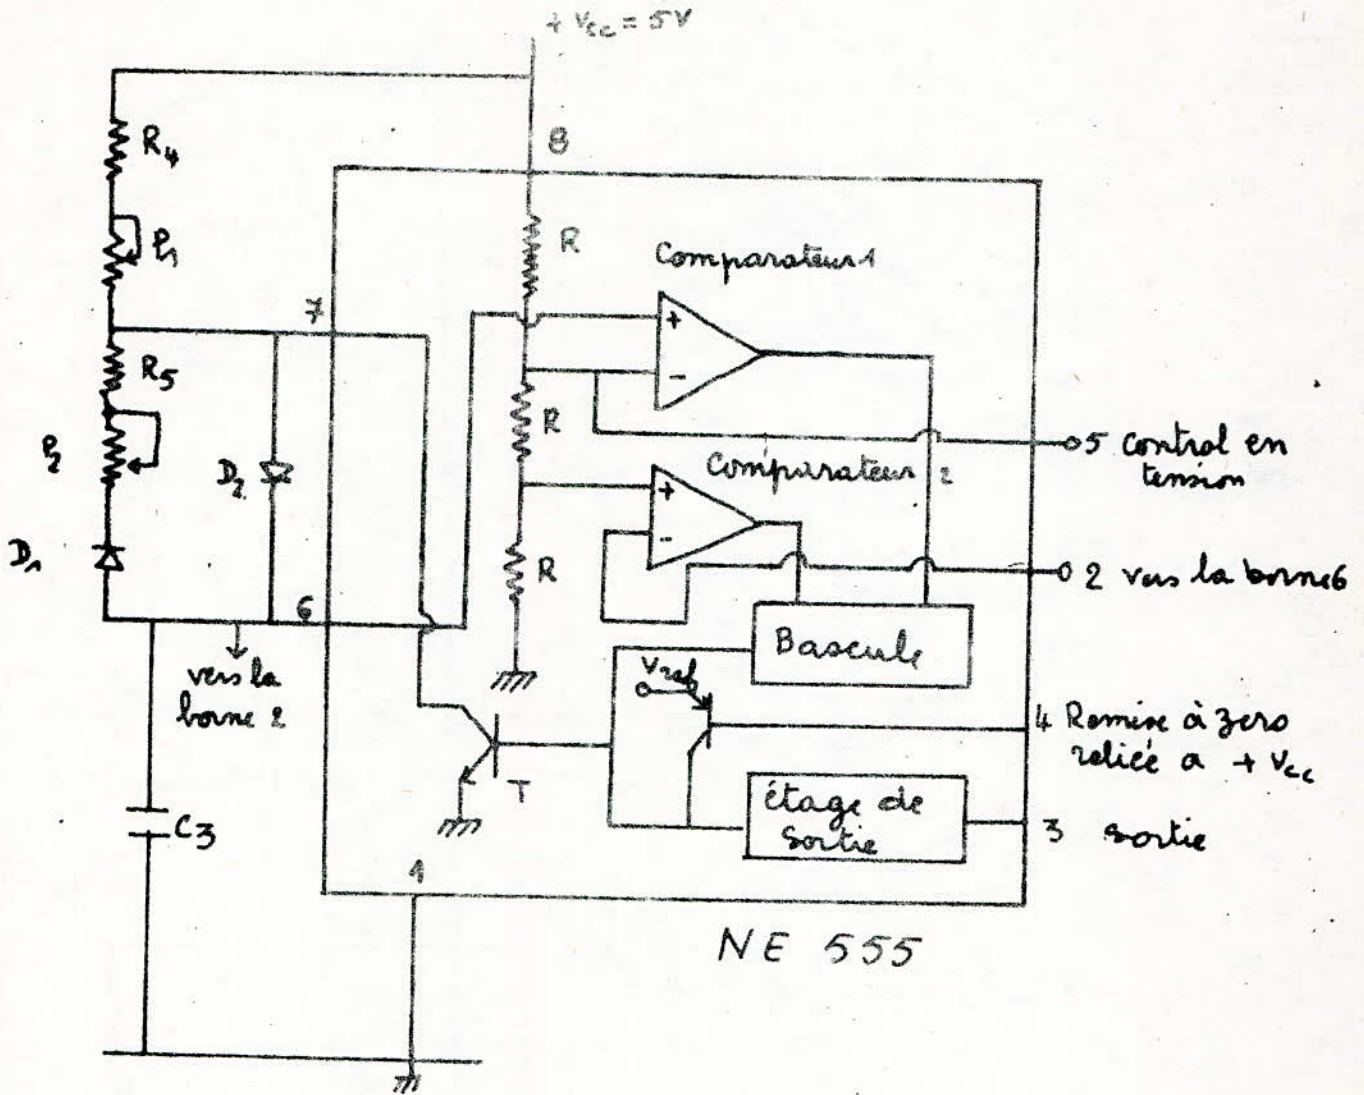 + Vcc = 5V
8
R4
P1
7
R
Comparateur 1
+
-
R5
R
5 Control en
tension
P2
D2
Comparateur 2
+
-
D1
R
2 vers la borne 6
6
Bascule
vers la
borne 2
Vref
4 Remise à zero
reliée a + Vcc
T
étage de
sortie
C3
3 sortie
1
NE 555